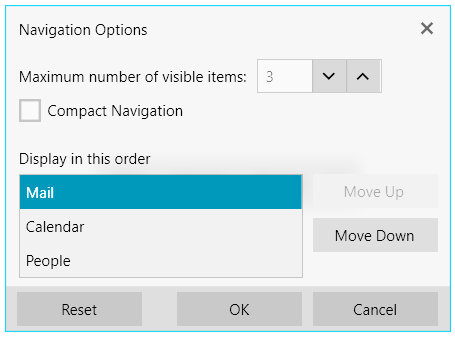 Navigation Options
Maximum number of visible items: 3
Compact Navigation
Display in this order
Mail
Move Up
Calendar
Move Down
People
Reset OK Cancel